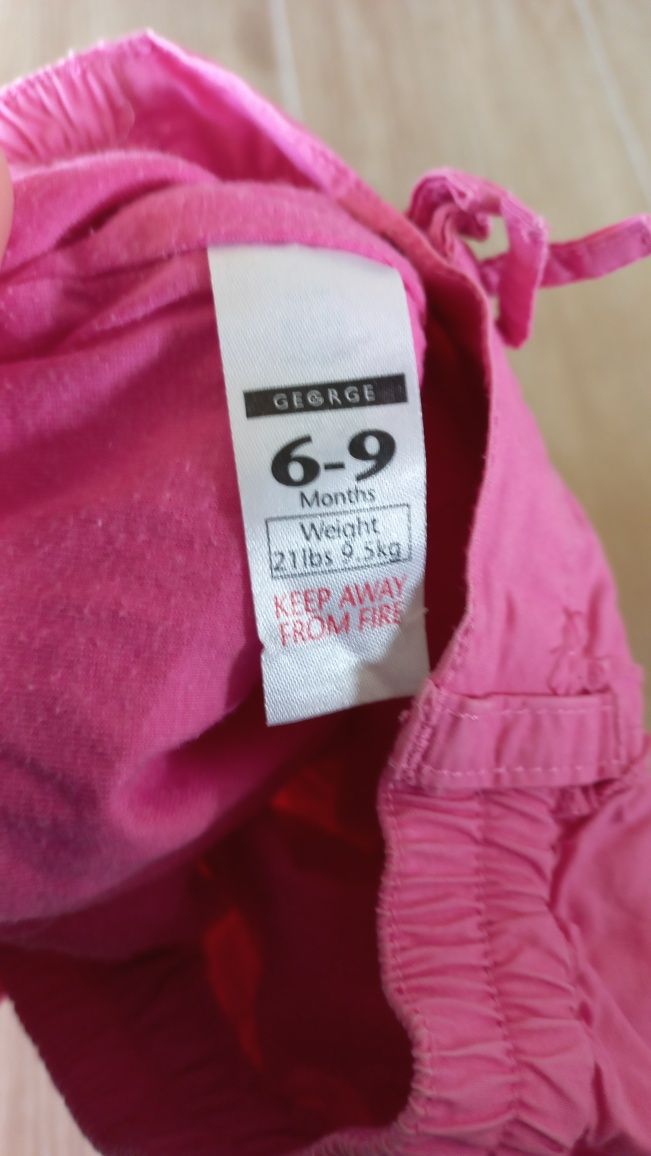 GEORGE
6-9
Months
Weight
21lbs 9.5kg
KEEP AWAY
FROM FIRE